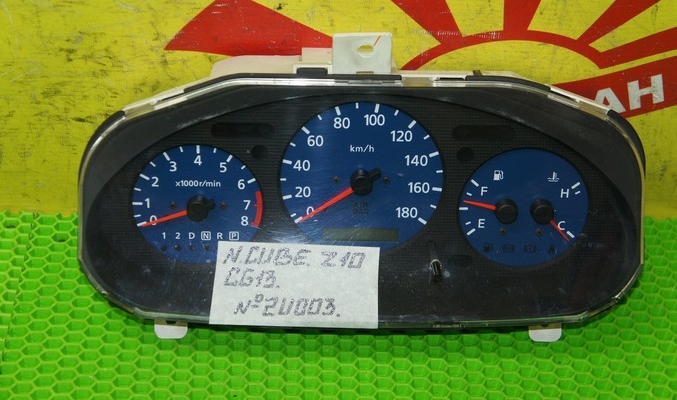 АН
80 100
60 120
40 km/h 140
20 160
0 180
4 5
3 6
2 x1000r/min 7
1 8
0
1 2 D N R P
F H
E C
N.CUBE Z10
CG13.
№2U003.